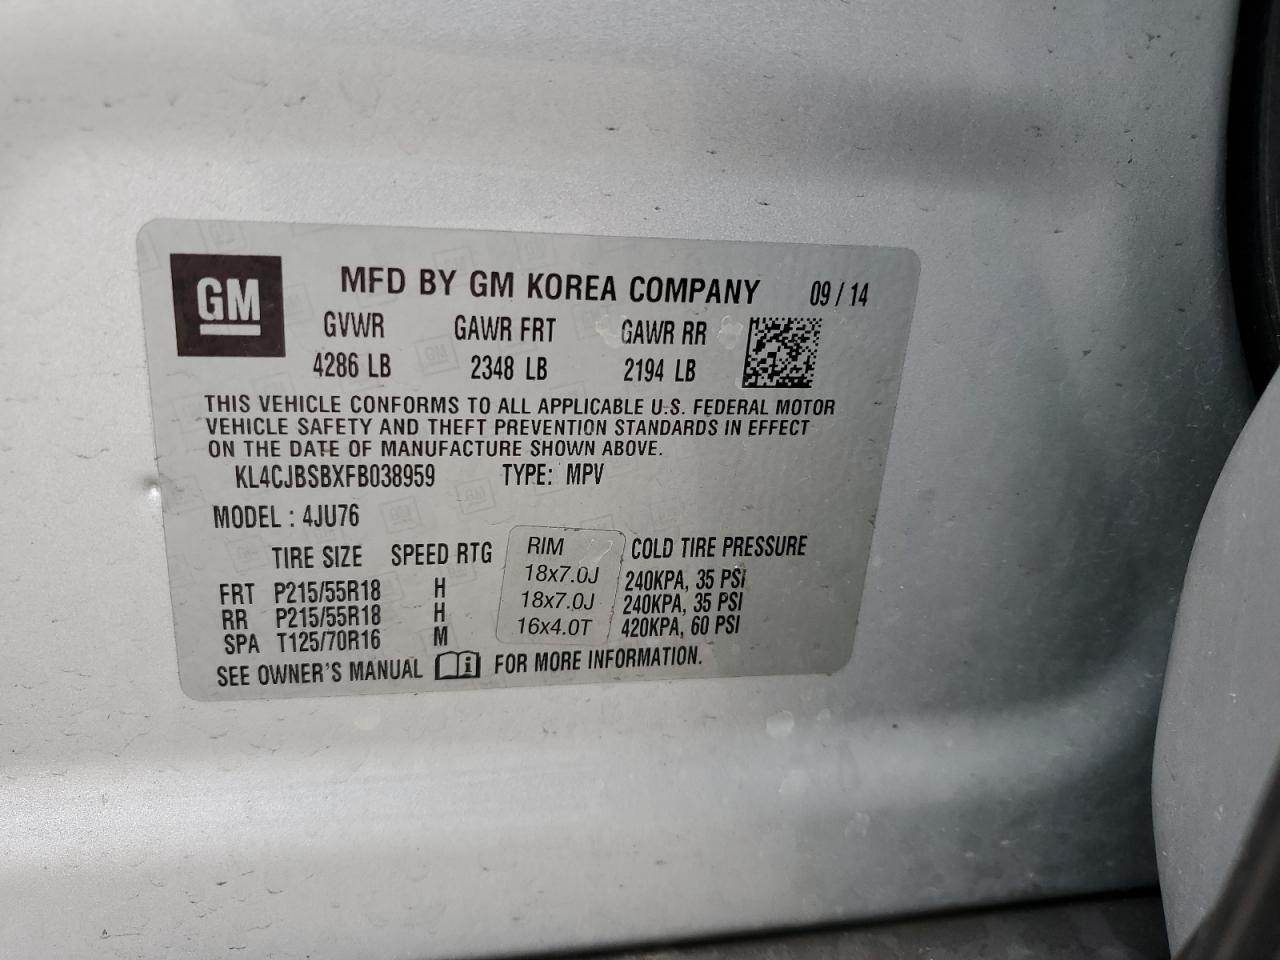 GM
MFD BY GM KOREA COMPANY 09 / 14
GVWR GAWR FRT GAWR RR
4286 LB 2348 LB 2194 LB
THIS VEHICLE CONFORMS TO ALL APPLICABLE U.S. FEDERAL MOTOR
VEHICLE SAFETY AND THEFT PREVENTION STANDARDS IN EFFECT
ON THE DATE OF MANUFACTURE SHOWN ABOVE.
KL4CJBSBXFB038959 TYPE: MPV
MODEL : 4JU76
TIRE SIZE SPEED RTG RIM COLD TIRE PRESSURE
FRT P215/55R18 H 18x7.0J 240KPA, 35 PSI
RR P215/55R18 H 18x7.0J 240KPA, 35 PSI
SPA T125/70R16 M 16x4.0T 420KPA, 60 PSI
SEE OWNER'S MANUAL i FOR MORE INFORMATION.